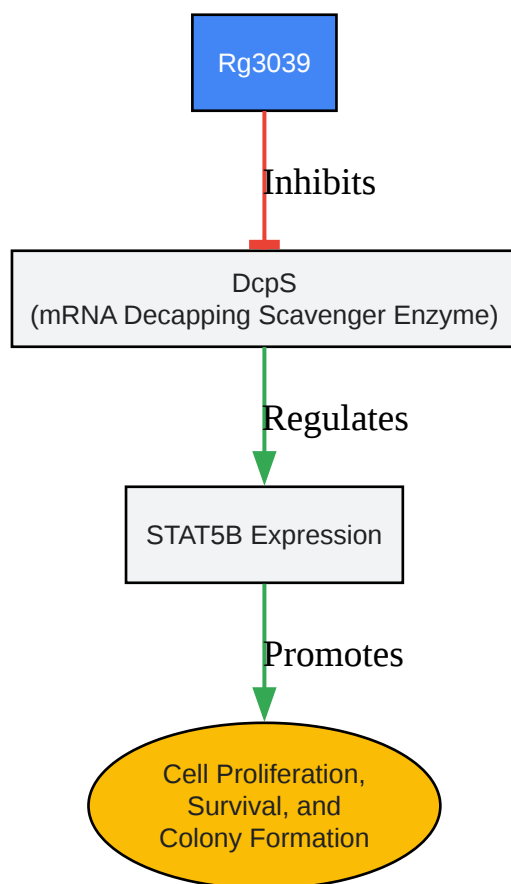 Rg3039
Inhibits
DcpS
(mRNA Decapping Scavenger Enzyme)
Regulates
STAT5B Expression
Promotes
Cell Proliferation,
Survival, and
Colony Formation